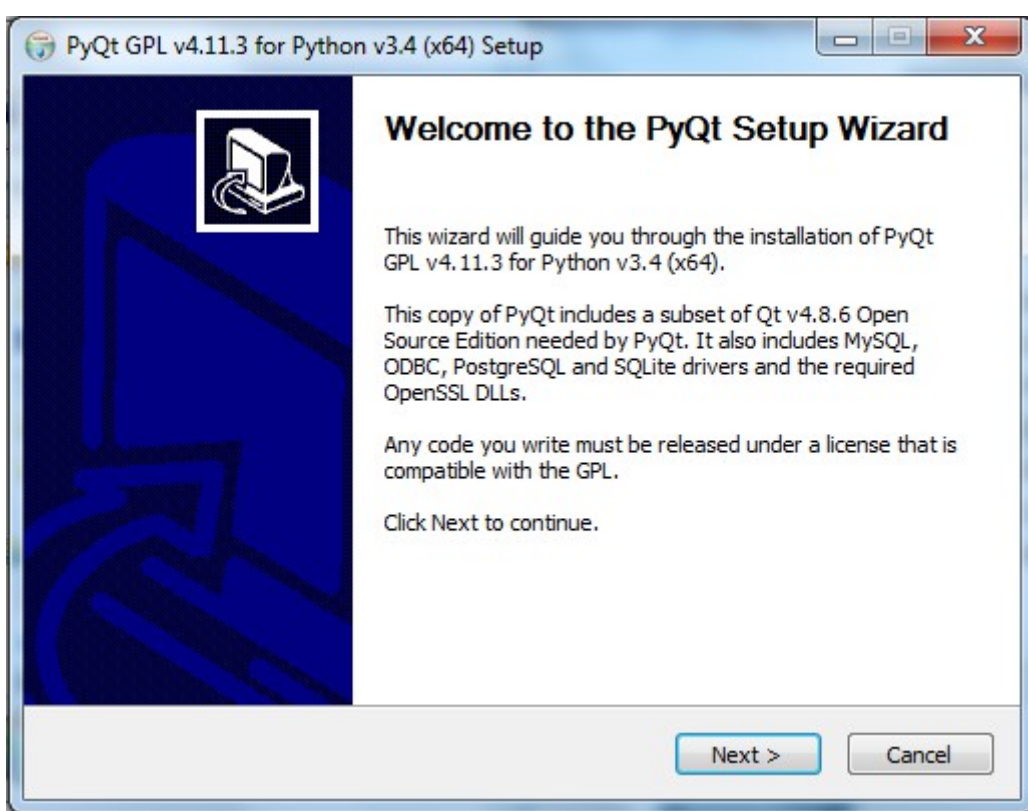 PyQt GPL v4.11.3 for Python v3.4 (x64) Setup
Welcome to the PyQt Setup Wizard
This wizard will guide you through the installation of PyQt
GPL v4.11.3 for Python v3.4 (x64).
This copy of PyQt includes a subset of Qt v4.8.6 Open
Source Edition needed by PyQt. It also includes MySQL,
ODBC, PostgreSQL and SQLite drivers and the required
OpenSSL DLLs.
Any code you write must be released under a license that is
compatible with the GPL.
Click Next to continue.
Next >
Cancel